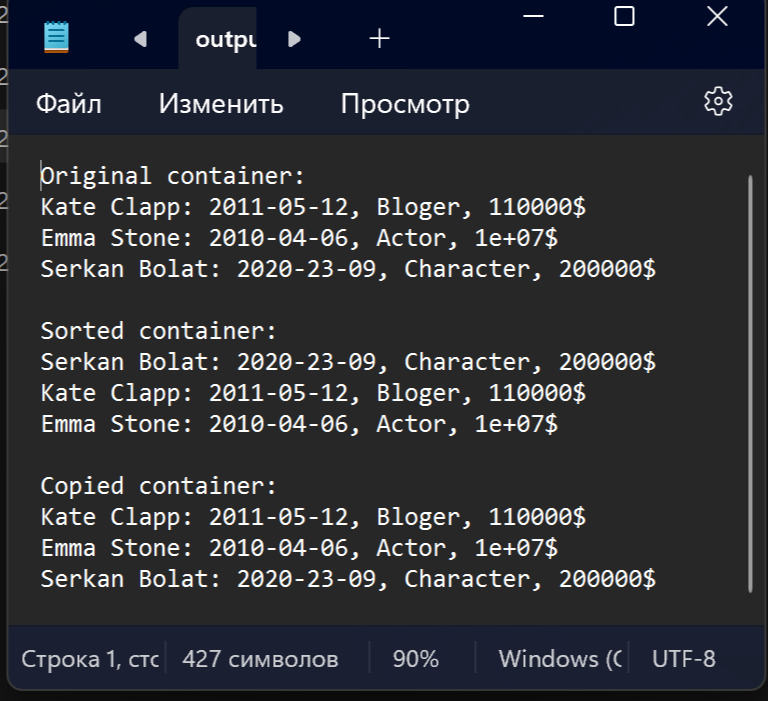 outpu
Файл Изменить Просмотр
Original container:
Kate Clapp: 2011-05-12, Bloger, 110000$
Emma Stone: 2010-04-06, Actor, 1e+07$
Serkan Bolat: 2020-23-09, Character, 200000$
Sorted container:
Serkan Bolat: 2020-23-09, Character, 200000$
Kate Clapp: 2011-05-12, Bloger, 110000$
Emma Stone: 2010-04-06, Actor, 1e+07$
Copied container:
Kate Clapp: 2011-05-12, Bloger, 110000$
Emma Stone: 2010-04-06, Actor, 1e+07$
Serkan Bolat: 2020-23-09, Character, 200000$
Строка 1, стс 427 символов 90% Windows (C UTF-8